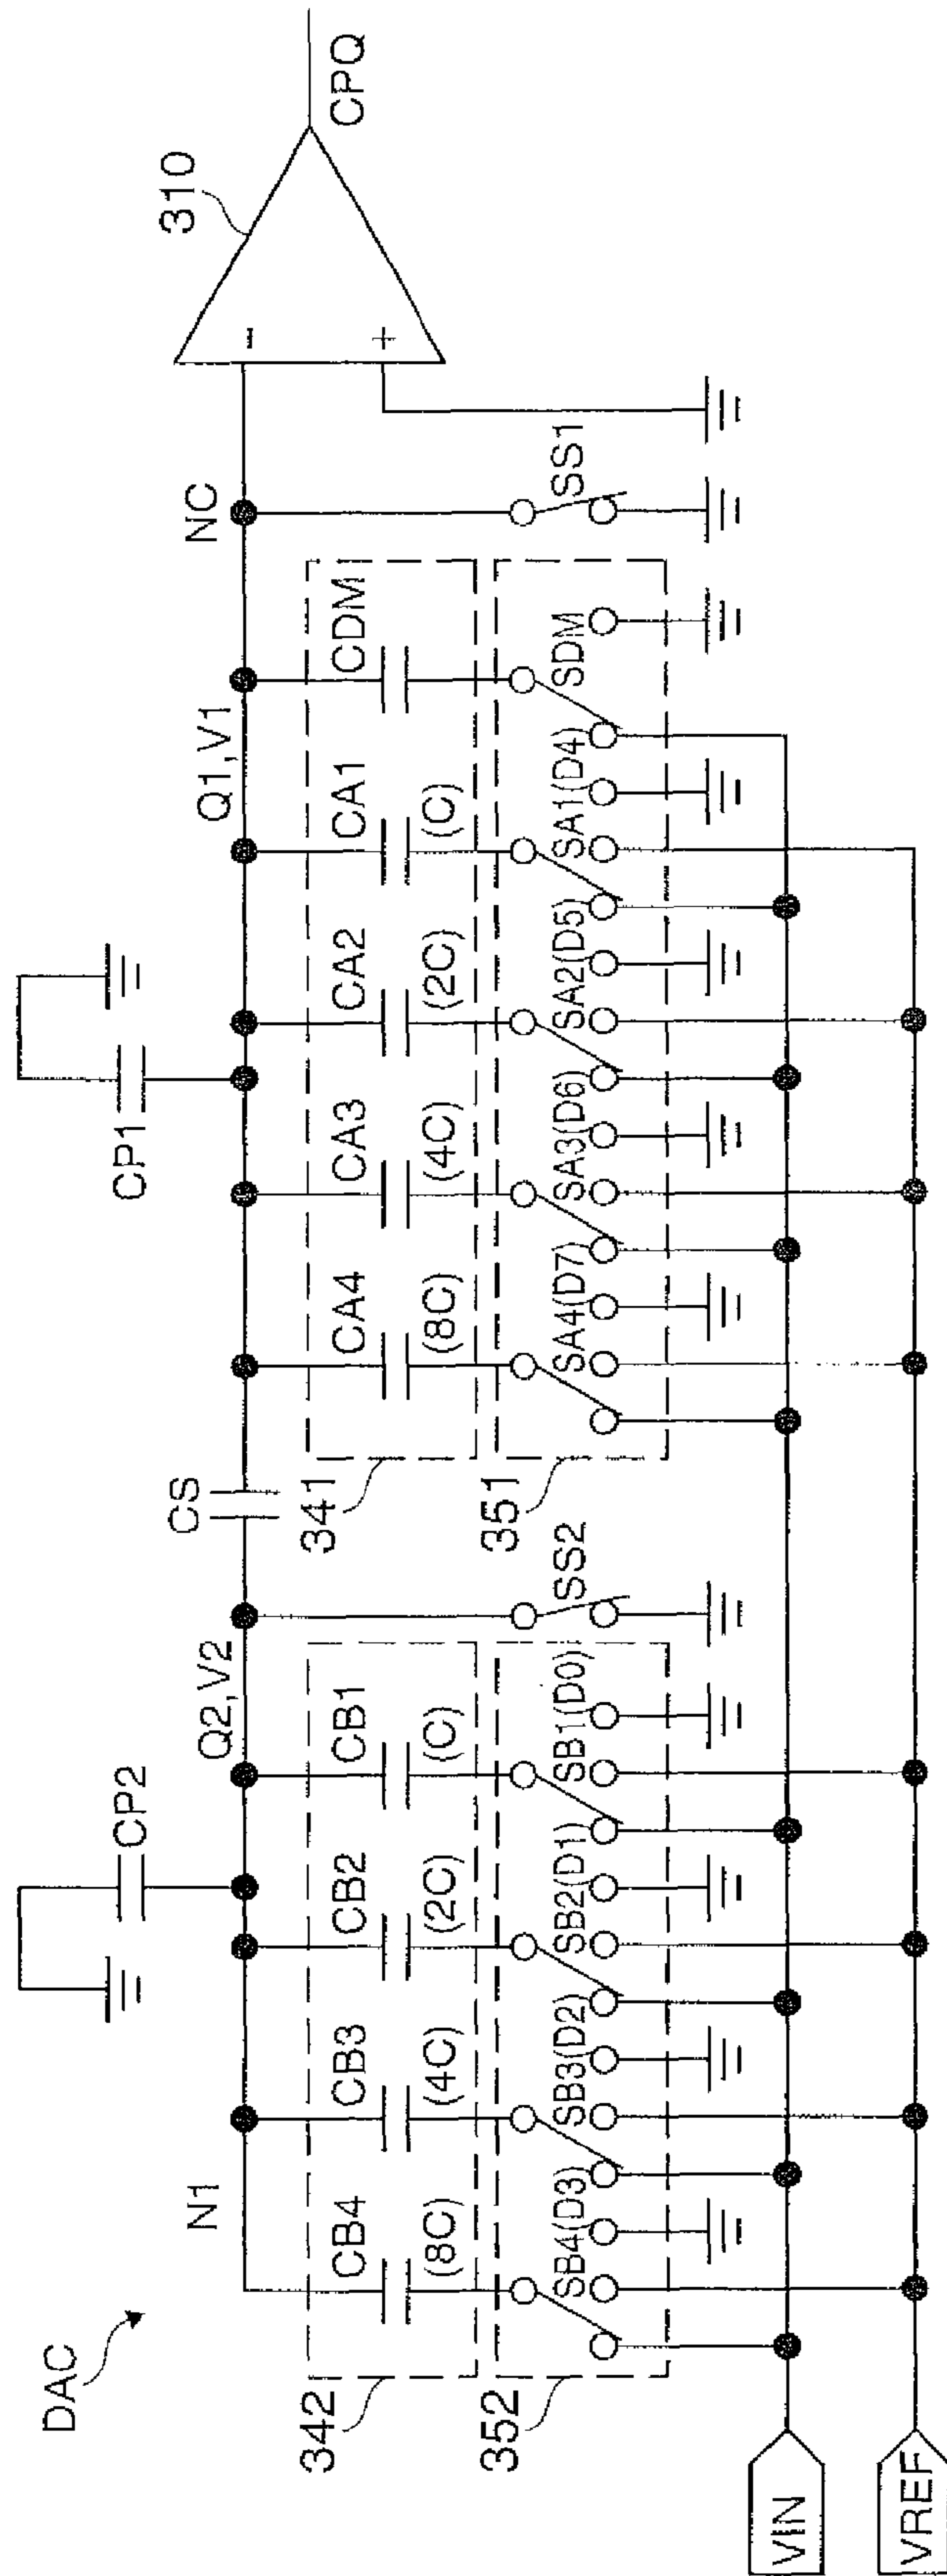 DAC
CP2
CP1
310
N1
Q2,V2
CS
Q1,V1
NC
CPQ
-
+
CB4
CB3
CB2
CB1
CA4
CA3
CA2
CA1
CDM
(8C)
(4C)
(2C)
(C)
(8C)
(4C)
(2C)
(C)
342
341
SS2
SS1
SB4(D3)
SB3(D2)
SB2(D1)
SB1(D0)
SA4(D7)
SA3(D6)
SA2(D5)
SA1(D4)
SDM
352
351
VIN
VREF